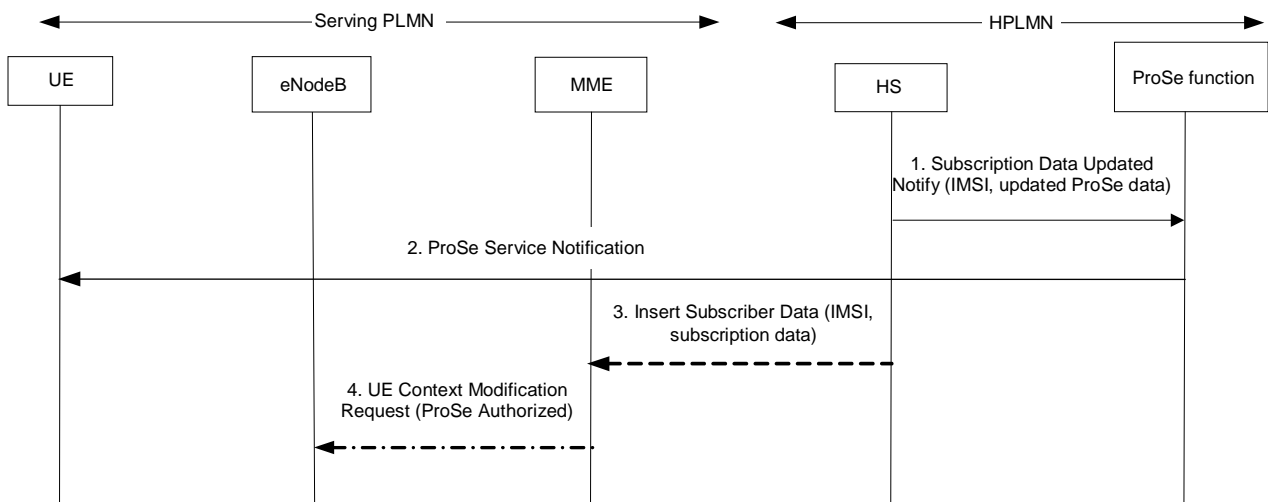 Serving PLMN
HPLMN
UE
eNodeB
MME
HS
ProSe function
1. Subscription Data Updated
Notify (IMSI, updated ProSe data)
2. ProSe Service Notification
3. Insert Subscriber Data (IMSI,
subscription data)
4. UE Context Modification
Request (ProSe Authorized)